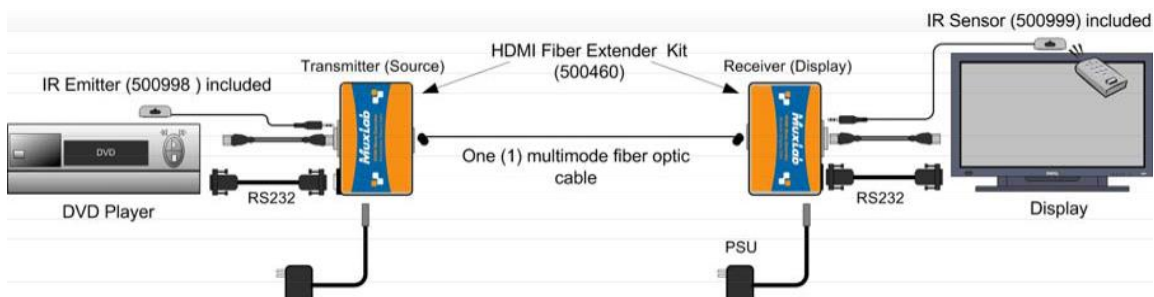 IR Sensor (500999) included
HDMI Fiber Extender Kit
(500460)
Transmitter (Source)
Receiver (Display)
IR Emitter (500998 ) included
DVD
MuxLab
MuxLab
One (1) multimode fiber optic
cable
RS232
RS232
DVD Player
Display
PSU